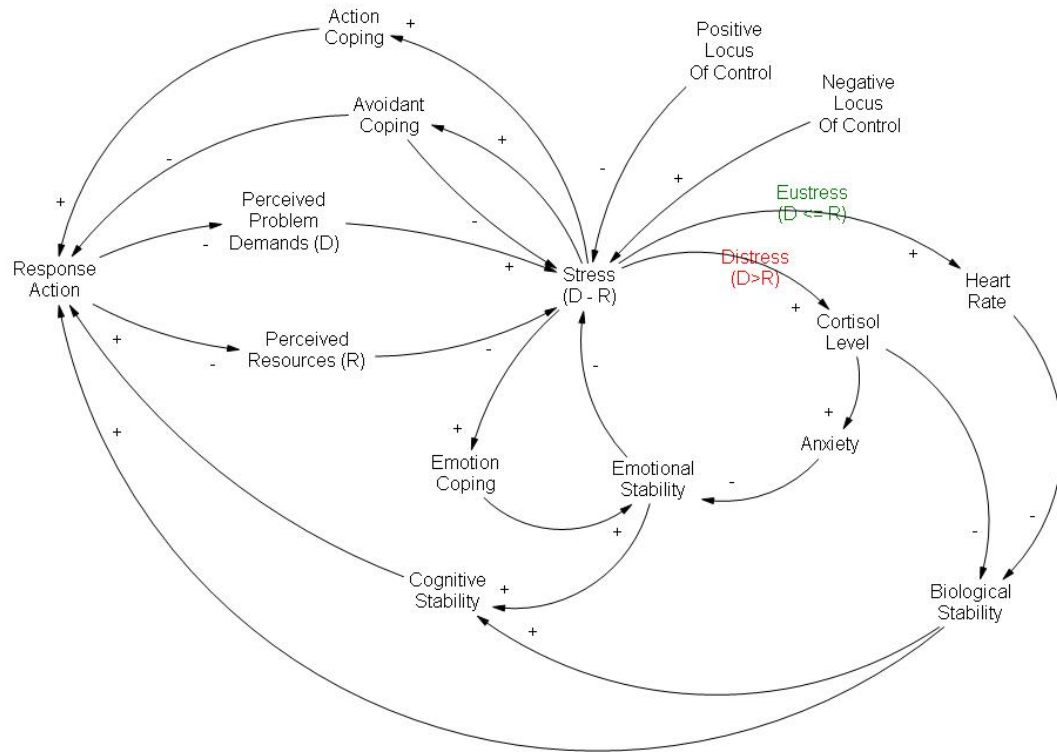 Action
Coping
+
Positive
Locus
Of Control
Negative
Locus
Of Control
Avoidant
Coping
+
-
-
+
Eustress
(D <= R)
+
-
Perceived
Problem
Demands (D)
-
-
+
Distress
(D>R)
+
Response
Action
Stress
(D - R)
Heart
Rate
+
Cortisol
Level
+
Perceived
Resources (R)
-
-
-
+
+
+
Anxiety
Emotion
Coping
Emotional
Stability
-
+
-
-
Cognitive
Stability
+
+
Biological
Stability